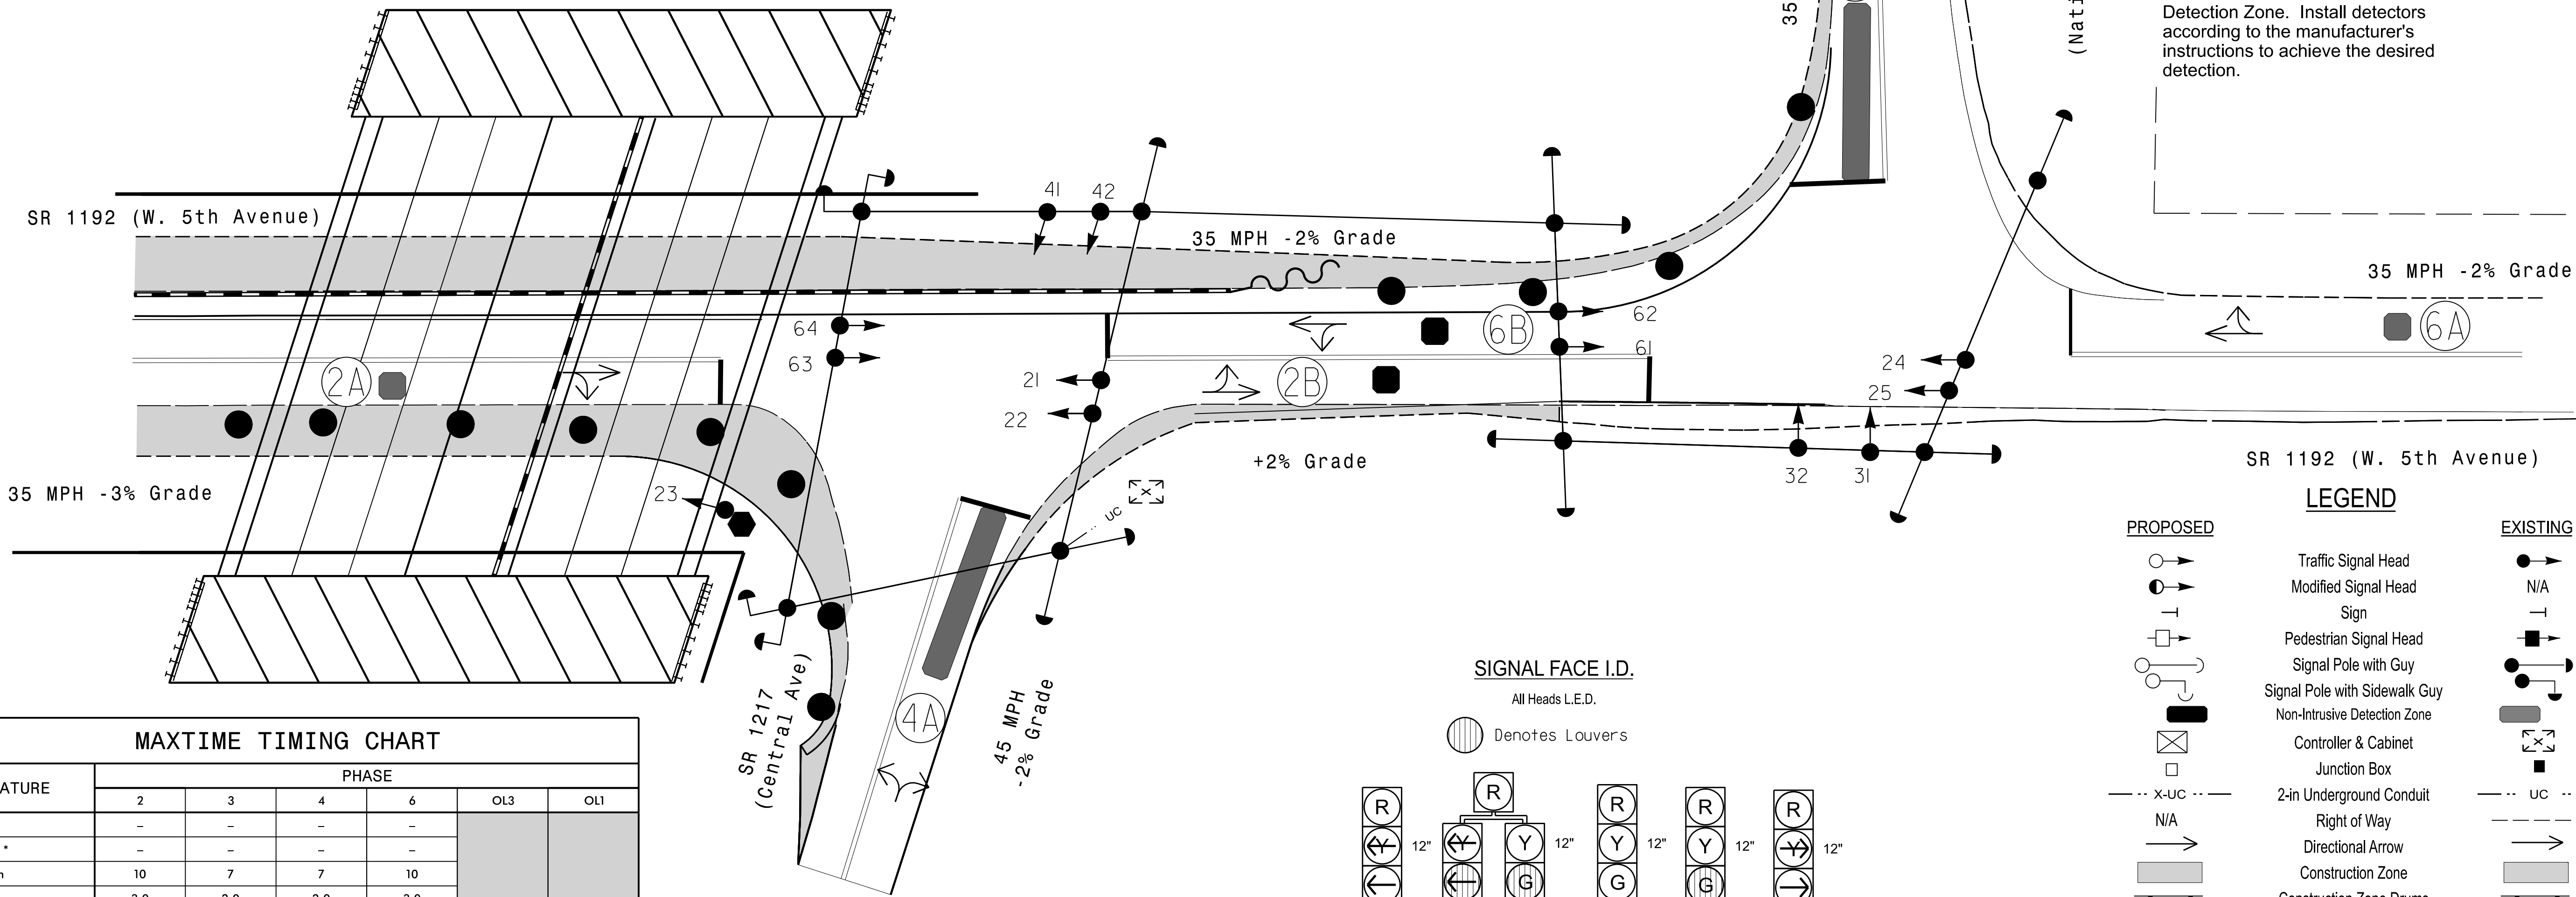 Detection Zone. Install detectors
according to the manufacturer's
instructions to achieve the desired
detection.
35
(Nati
SR 1192 (W. 5th Avenue)
41
42
35 MPH -2% Grade
35 MPH -2% Grade
64
63
62
61
6B
6A
24
25
2A
21
22
2B
32
31
+2% Grade
SR 1192 (W. 5th Avenue)
35 MPH -3% Grade
23
UC
X
4A
SR 1217
(Central Ave)
45 MPH
-2% Grade
LEGEND
PROPOSED
EXISTING
Traffic Signal Head
Modified Signal Head
N/A
Sign
Pedestrian Signal Head
Signal Pole with Guy
Signal Pole with Sidewalk Guy
Non-Intrusive Detection Zone
Controller & Cabinet
X
Junction Box
X-UC
2-in Underground Conduit
UC
N/A
Right of Way
Directional Arrow
Construction Zone
Construction Zone Drums
SIGNAL FACE I.D.
All Heads L.E.D.
Denotes Louvers
R
R
R
R
R
Y 12"
Y Y 12"
Y 12"
Y 12"
Y 12"
G
G
G
MAXTIME TIMING CHART
ATURE
PHASE
2 3 4 6 OL3 OL1
– – – –
* – – – –
10 7 7 10